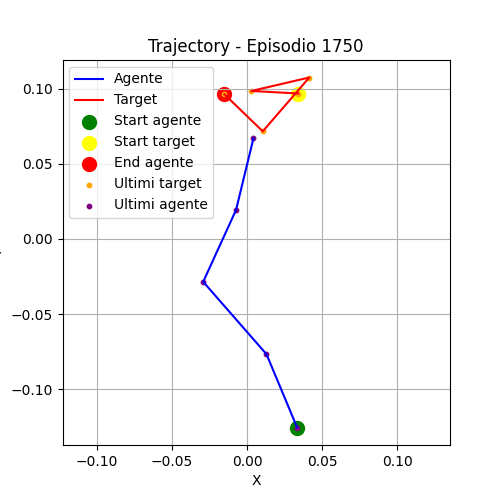 Trajectory - Episodio 1750
Agente
Target
Start agente
Start target
End agente
Ultimi target
Ultimi agente
0.10
0.05
0.00
−0.05
−0.10
−0.10
−0.05
0.00
0.05
0.10
X